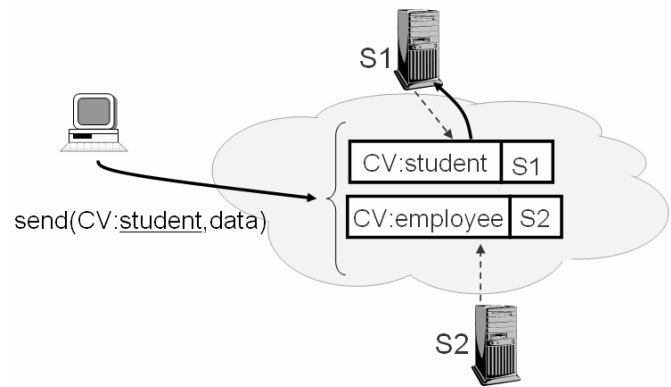 S1
CV:student S1
send(CV:student,data)
CV:employee S2
S2